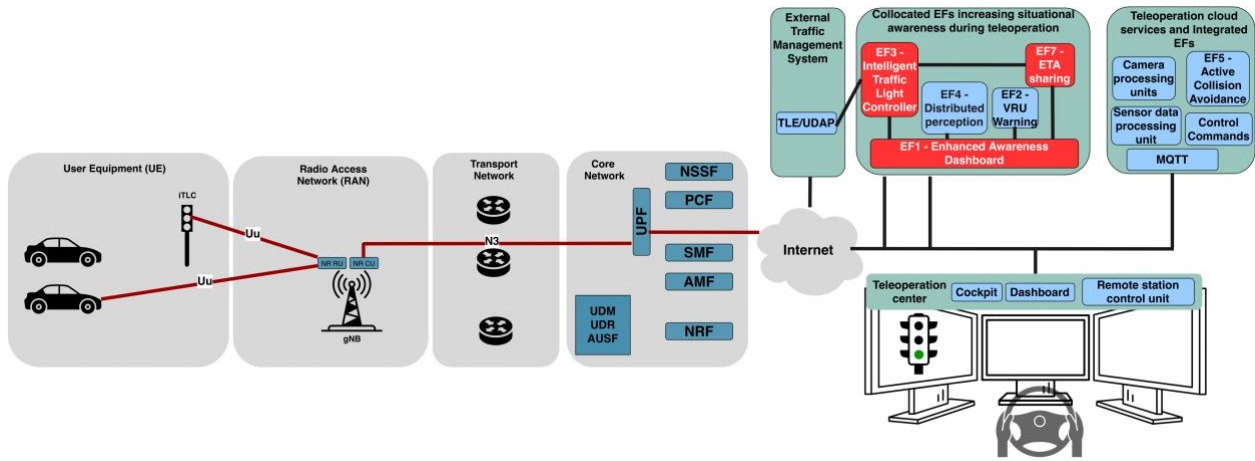 External
Traffic
Management
System
TLE/UDAP
Collocated EFs increasing situational
awareness during teleoperation
EF3 -
Intelligent
Traffic
Light
Controller
EF7 -
ETA
sharing
EF4 -
Distributed
perception
EF2 -
VRU
Warning
EF1 - Enhanced Awareness
Dashboard
Teleoperation cloud
services and Integrated
EFs
Camera
processing
units
EF5 -
Active
Collision
Avoidance
Sensor data
processing
unit
Control
Commands
MQTT
User Equipment (UE)
iTLC
Uu
Uu
Radio Access
Network (RAN)
NR RU
NR CU
gNB
Transport
Network
N3
Core
Network
NSSF
PCF
UPF
SMF
AMF
UDM
UDR
AUSF
NRF
Internet
Teleoperation
center
Cockpit
Dashboard
Remote station
control unit